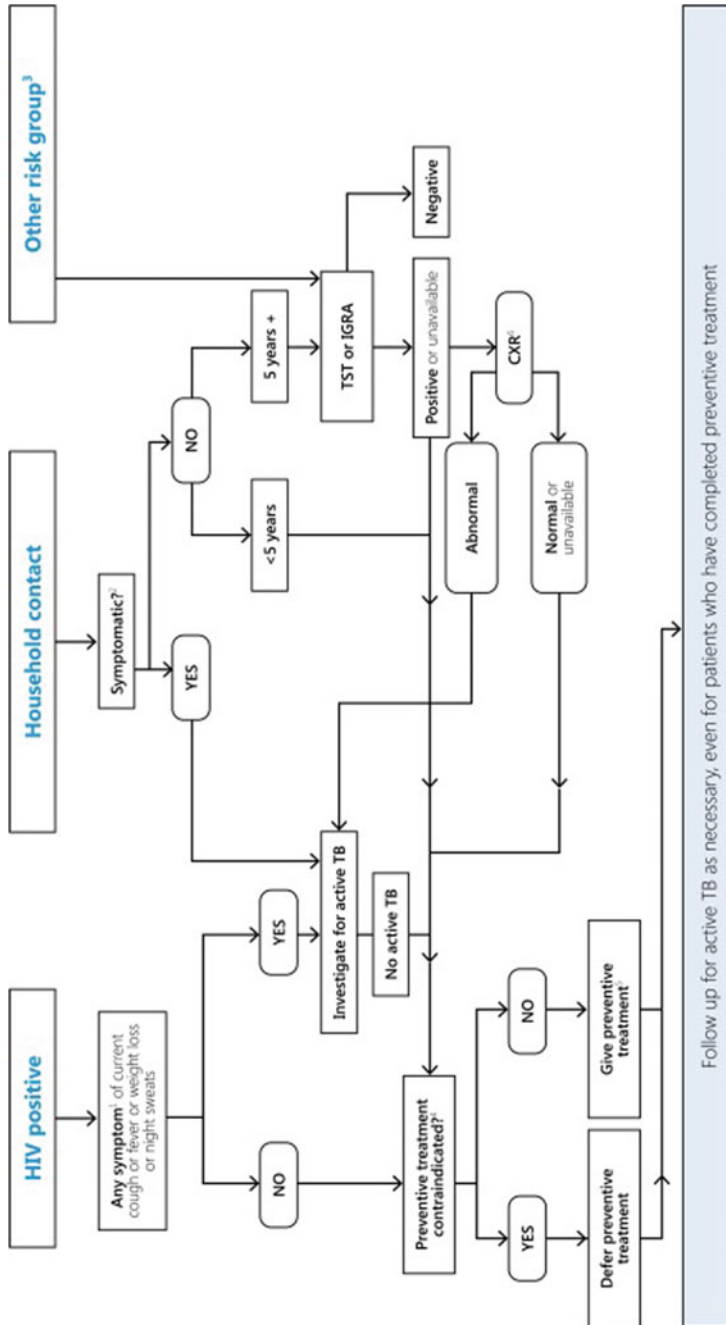 HIV positive
Household contact
Other risk group³
Any symptom¹ of current
cough or fever or weight loss
or night sweats
Symptomatic?²
NO
YES
YES
NO
<5 years
5 years +
Investigate for active TB
TST or IGRA
No active TB
Positive or unavailable
Negative
Preventive treatment
contraindicated?⁴
Abnormal
CXR⁶
Normal or
unavailable
YES
NO
Defer preventive
treatment
Give preventive
treatment⁵
Follow up for active TB as necessary, even for patients who have completed preventive treatment